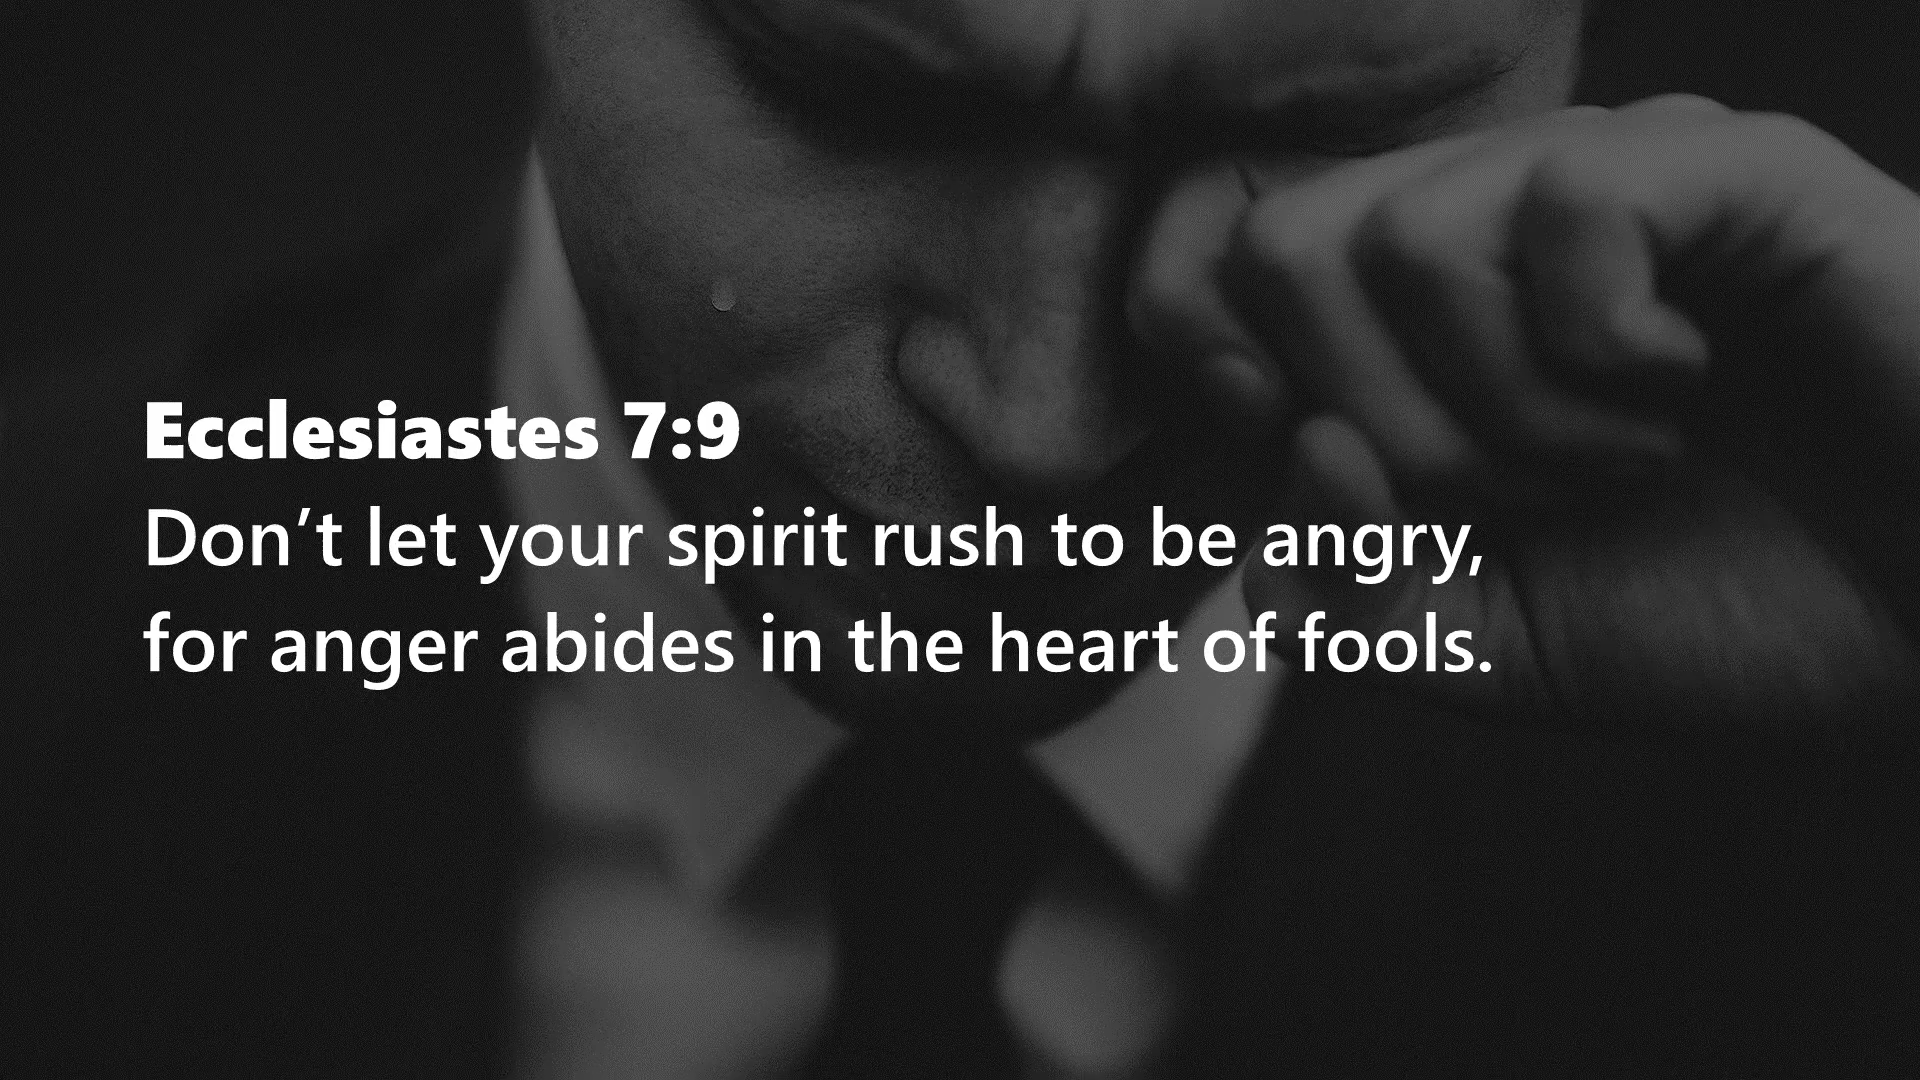 Ecclesiastes 7:9
Don’t let your spirit rush to be angry,
for anger abides in the heart of fools.